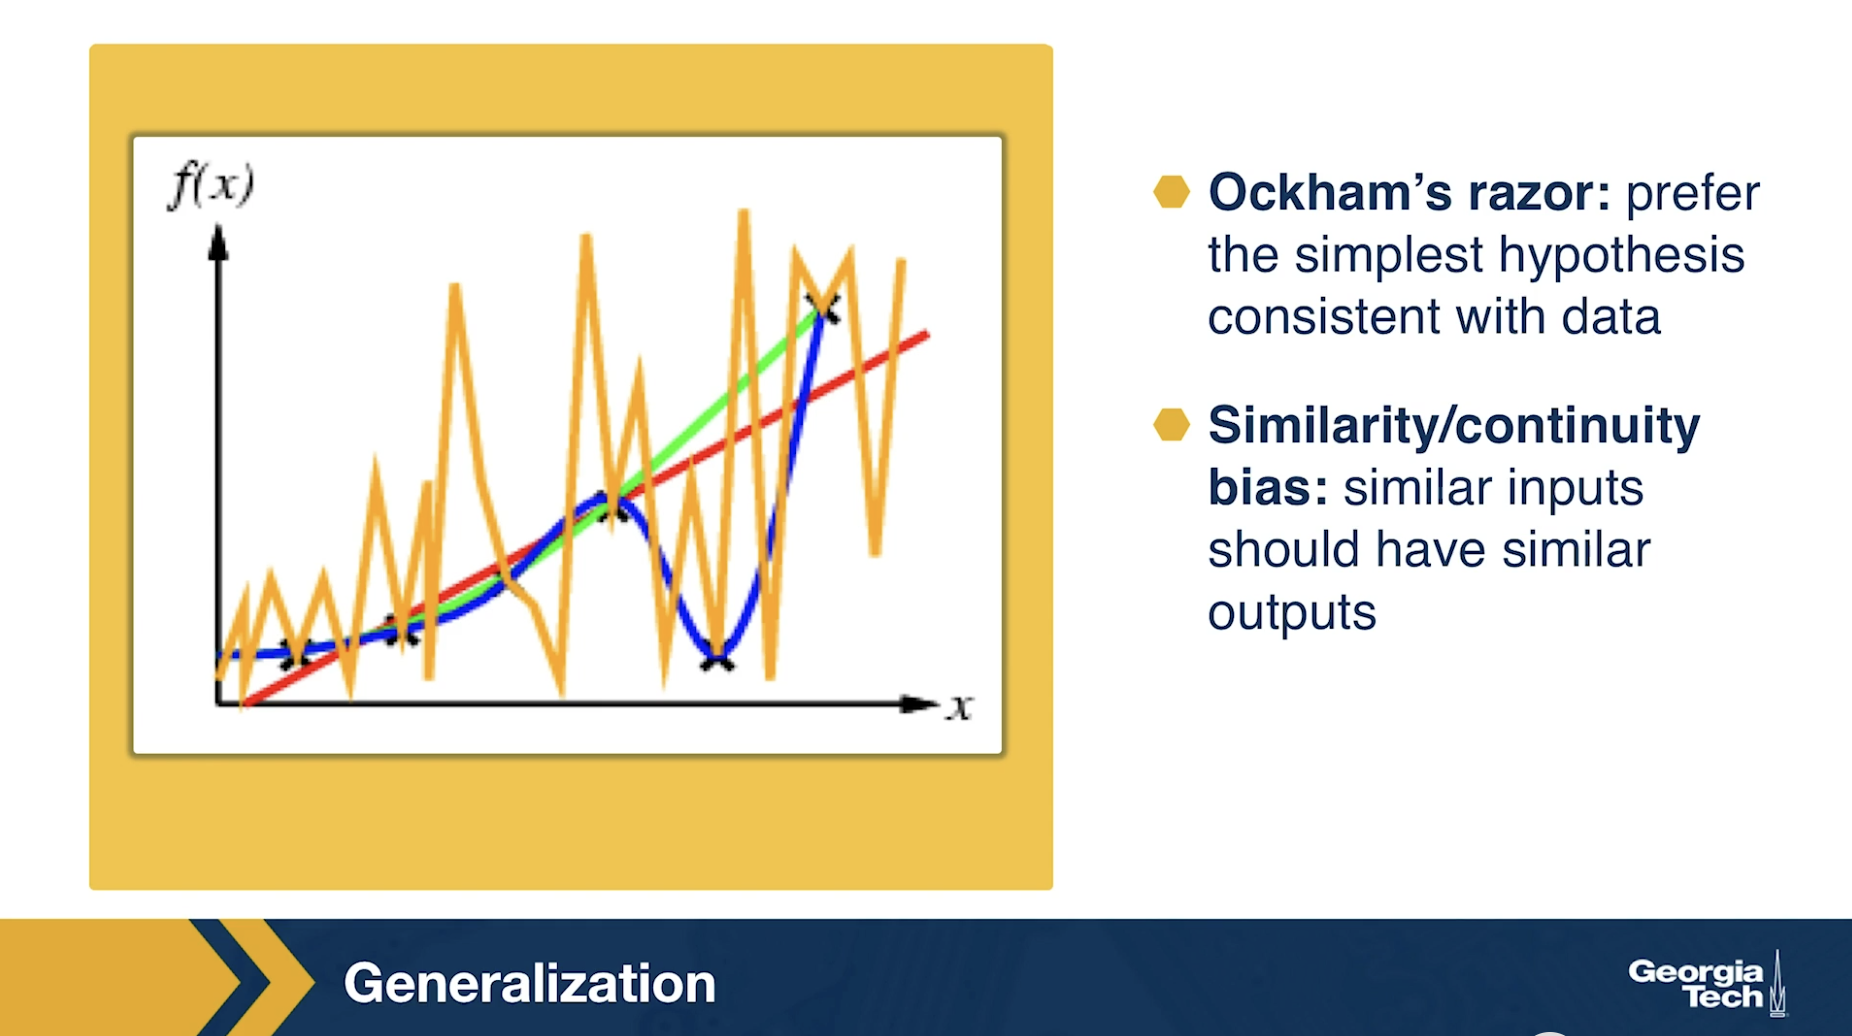 f(x)
x
Ockham’s razor: prefer
the simplest hypothesis
consistent with data
Similarity/continuity
bias: similar inputs
should have similar
outputs
Generalization
Georgia
Tech